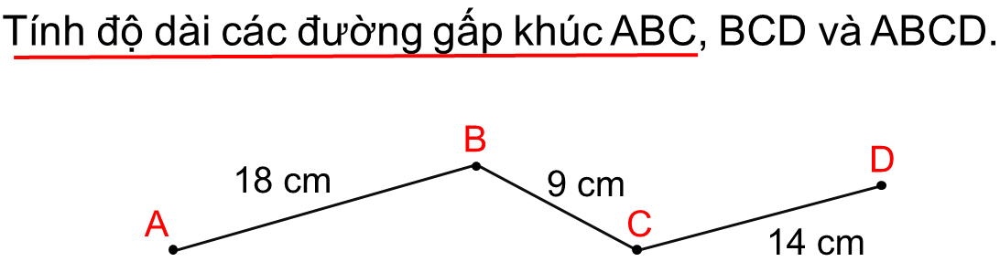 Tính độ dài các đường gấp khúc ABC, BCD và ABCD.
B
D
18 cm
9 cm
A
C
14 cm